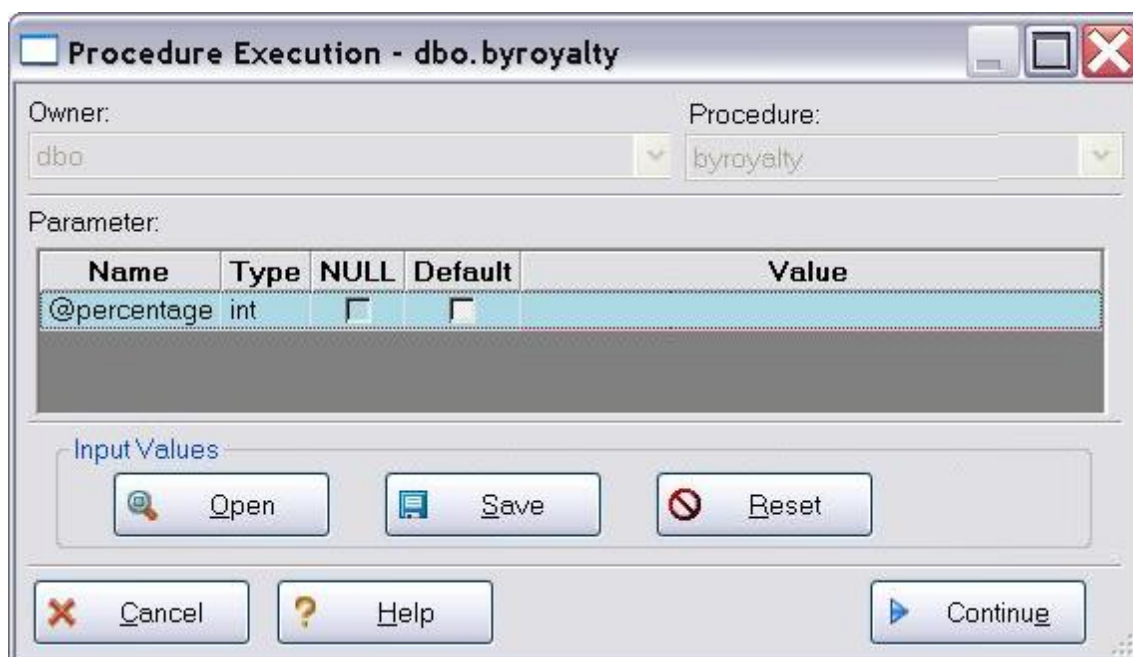 Procedure Execution - dbo.byroyalty
Owner: Procedure:
dbo byroyalty
Parameter:
Name Type NULL Default Value
@percentage int
Input Values
Open Save Reset
Cancel Help Continue